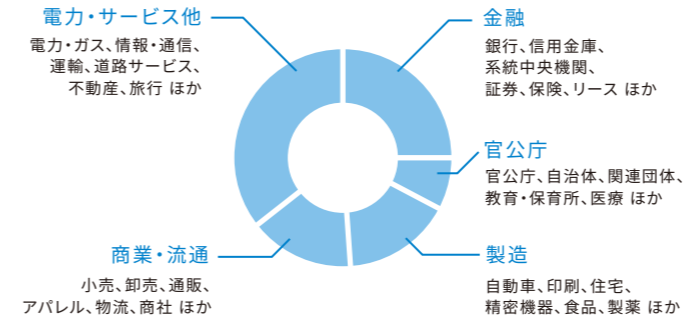 電力・サービス他
電力・ガス、情報・通信、
運輸、道路サービス、
不動産、旅行 ほか
金融
銀行、信用金庫、
系統中央機関、
証券、保険、リース ほか
官公庁
官公庁、自治体、関連団体、
教育・保育所、医療 ほか
商業・流通
小売、卸売、通販、
アパレル、物流、商社 ほか
製造
自動車、印刷、住宅、
精密機器、食品、製薬 ほか